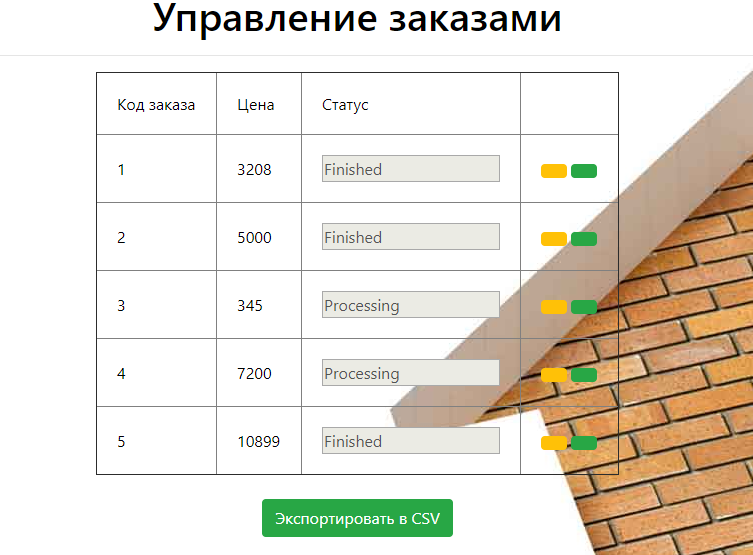 Управление заказами
Код заказа Цена Статус
1 3208 Finished
2 5000 Finished
3 345 Processing
4 7200 Processing
5 10899 Finished
Экспортировать в CSV